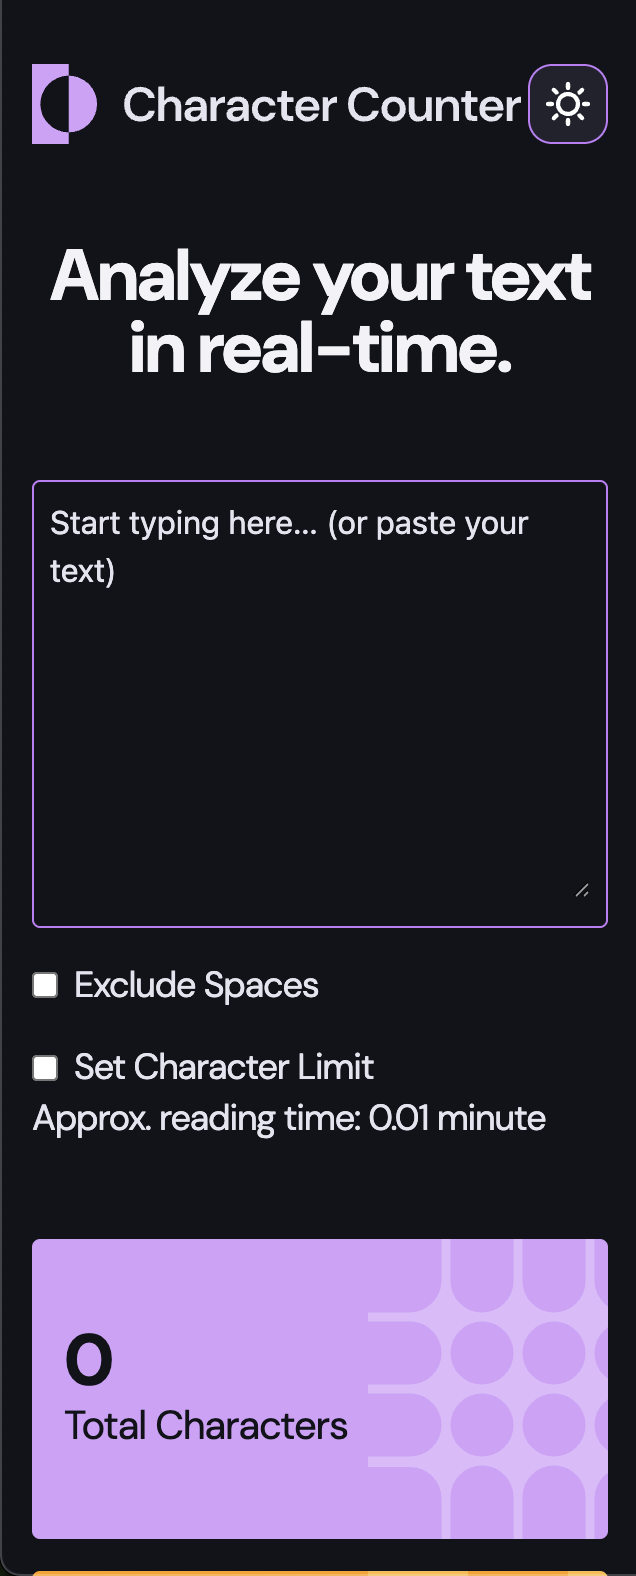 Character Counter
Analyze your text
in real-time.
Start typing here... (or paste your
text)
Exclude Spaces
Set Character Limit
Approx. reading time: 0.01 minute
0
Total Characters